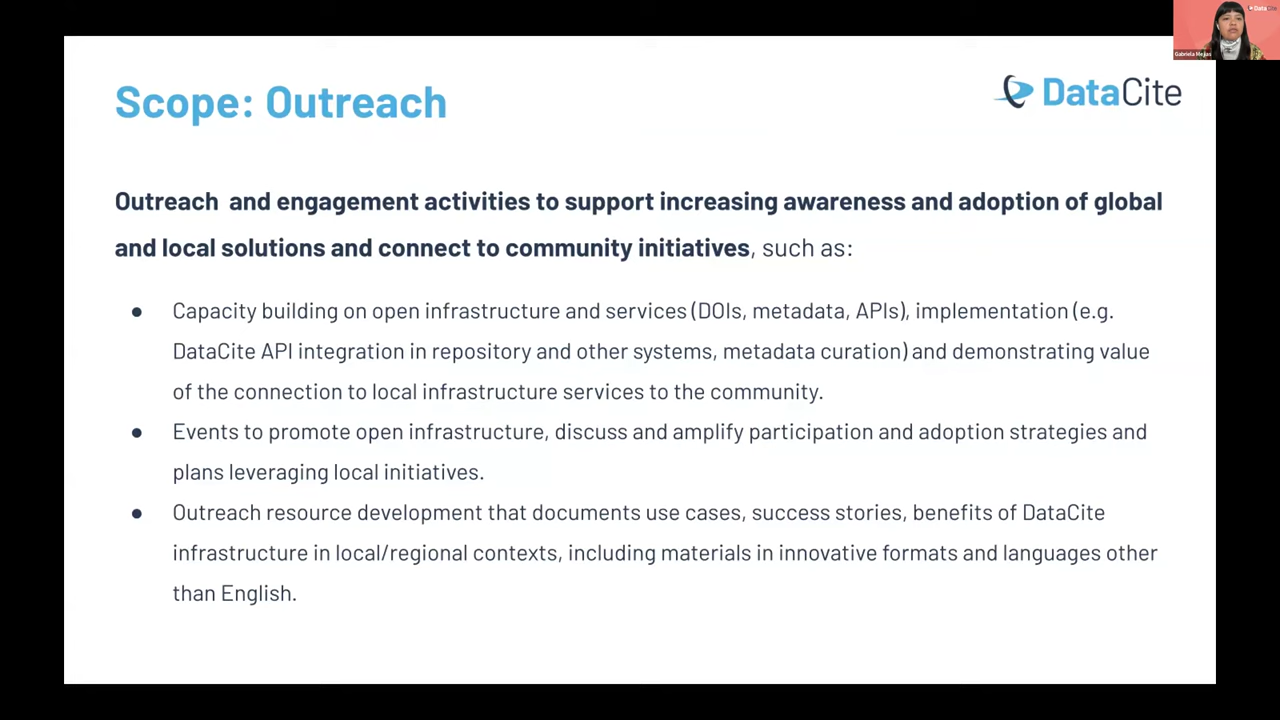 DataCite
Gabriela Mejias
Scope: Outreach
DataCite
Outreach and engagement activities to support increasing awareness and adoption of global
and local solutions and connect to community initiatives, such as:
● Capacity building on open infrastructure and services (DOIs, metadata, APIs), implementation (e.g.
DataCite API integration in repository and other systems, metadata curation) and demonstrating value
of the connection to local infrastructure services to the community.
● Events to promote open infrastructure, discuss and amplify participation and adoption strategies and
plans leveraging local initiatives.
● Outreach resource development that documents use cases, success stories, benefits of DataCite
infrastructure in local/regional contexts, including materials in innovative formats and languages other
than English.